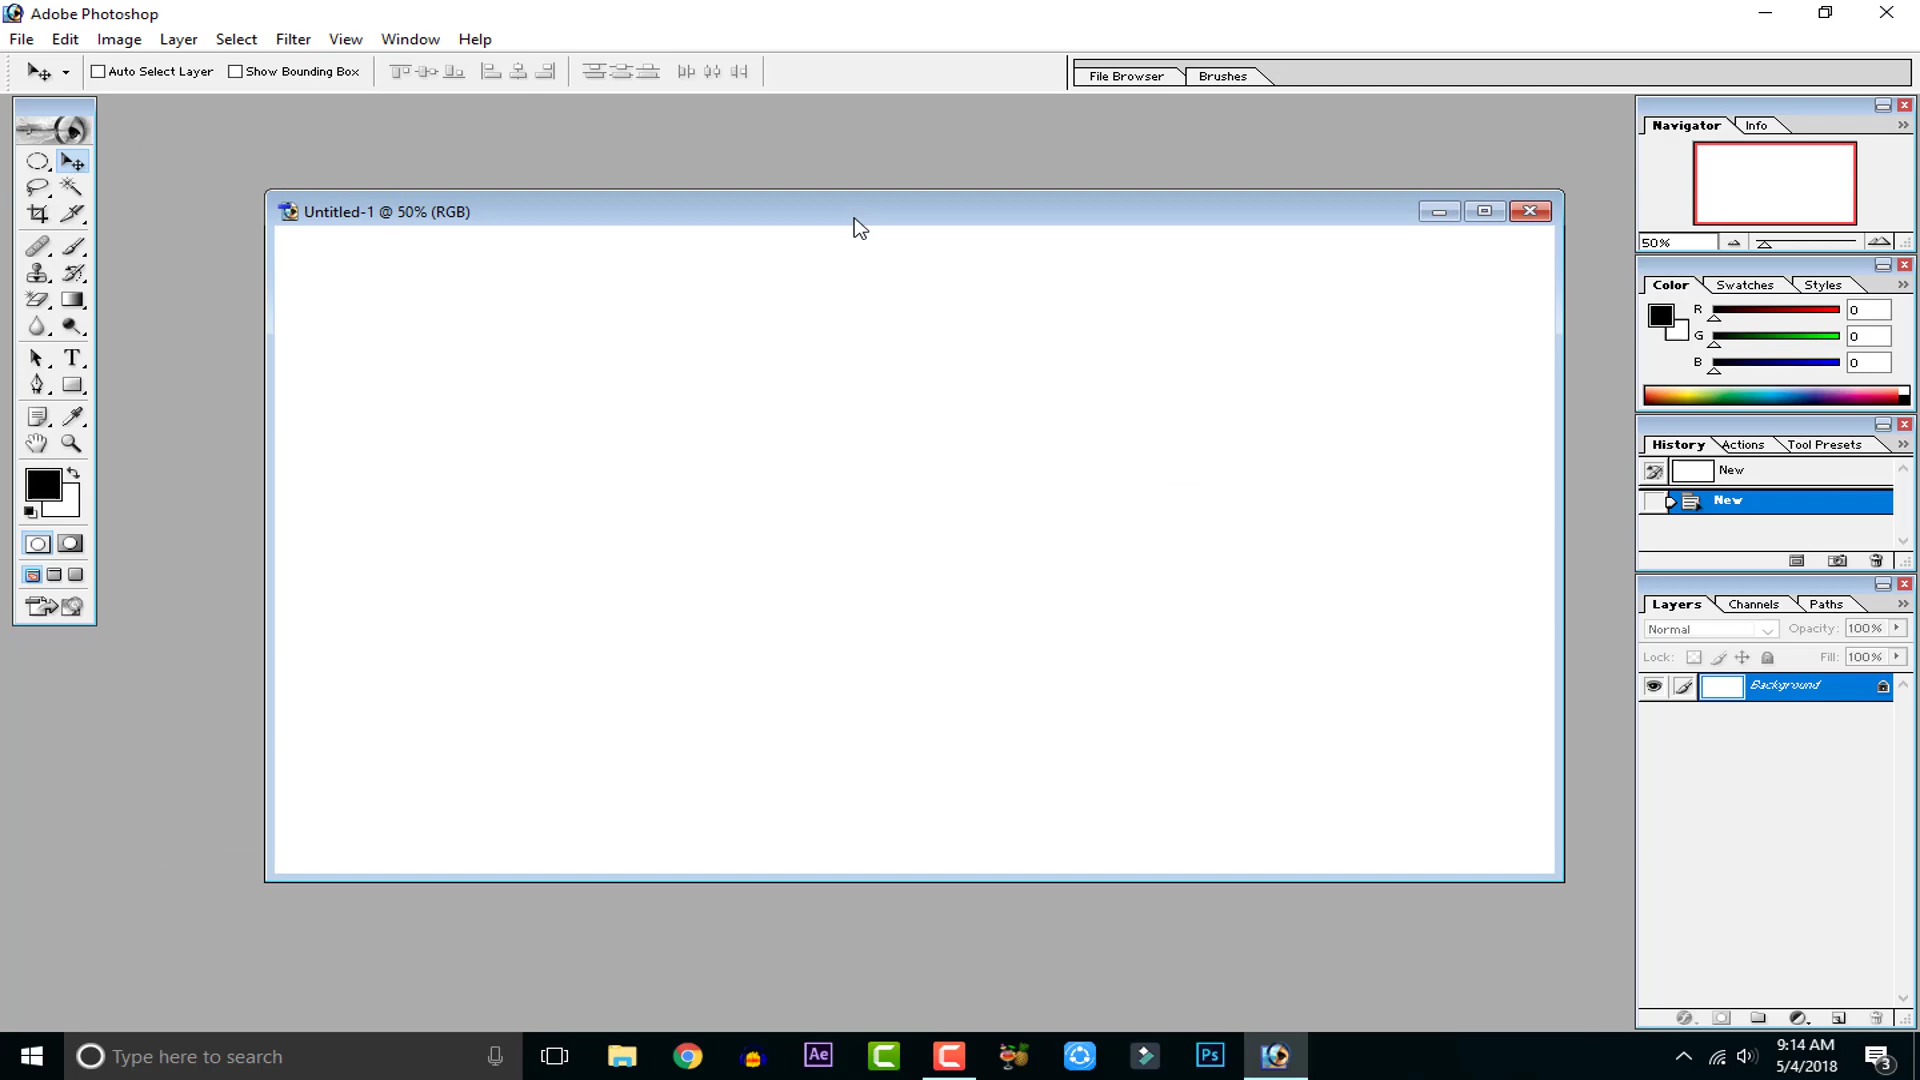 Adobe Photoshop
File Edit Image Layer Select Filter View Window Help
Auto Select Layer Show Bounding Box File Browser Brushes
Navigator Info
Untitled-1 @ 50% (RGB)
50%
Color Swatches Styles
R 0
G 0
B 0
T
History Actions Tool Presets
New
New
Layers Channels Paths
Normal Opacity: 100%
Lock: Fill: 100%
Background
Type here to search
Ae
Ps
9:14 AM
5/4/2018
3